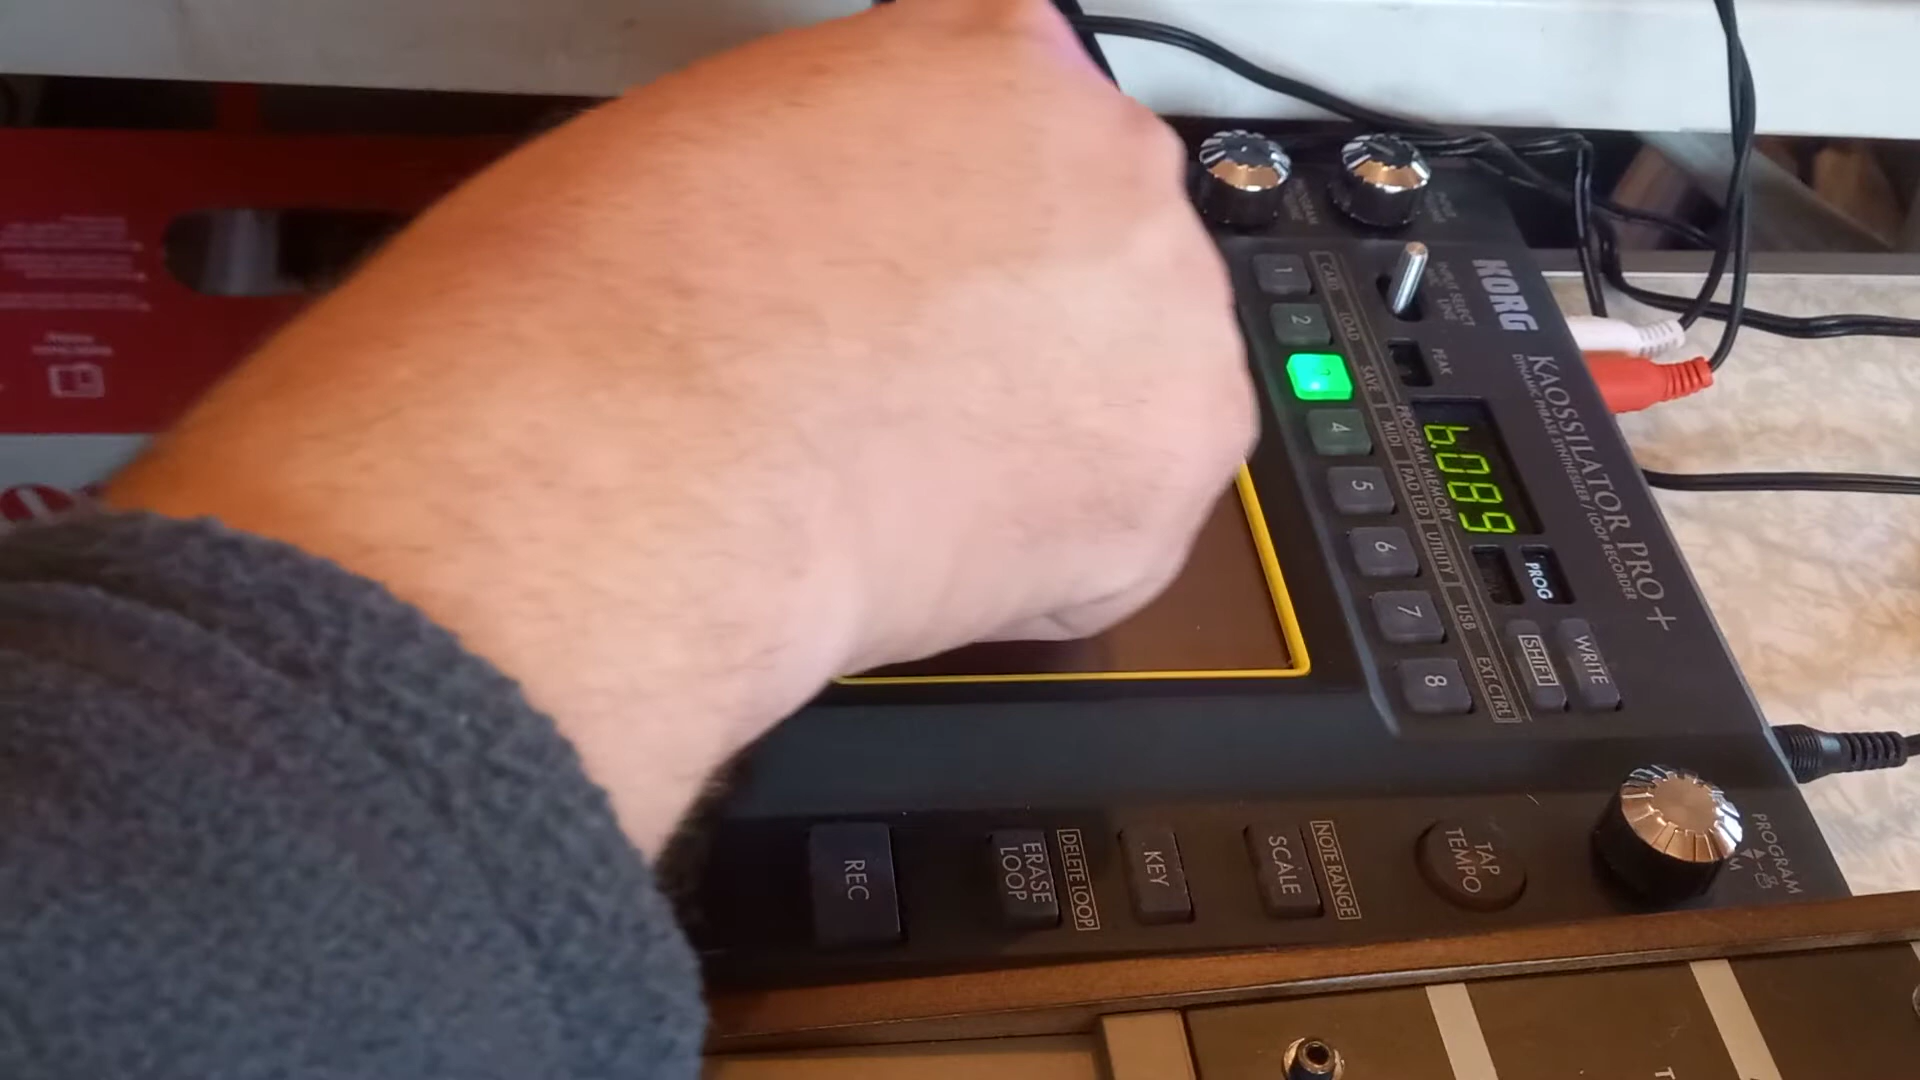 KORG
KAOSSILATOR PRO+
DYNAMIC PHRASE SYNTHESIZER / LOOP RECORDER
INPUT SELECT
LINE
PEAK
b.089
PROG
SHIFT
WRITE
CARD
LOAD
SAVE
MIDI
PAD LED
UTILITY
USB
EXT.CTRL
PROGRAM MEMORY
1
2
4
5
6
7
8
REC
ERASE LOOP
DELETE LOOP
KEY
SCALE
NOTE RANGE
TAP
TEMPO
PROGRAM